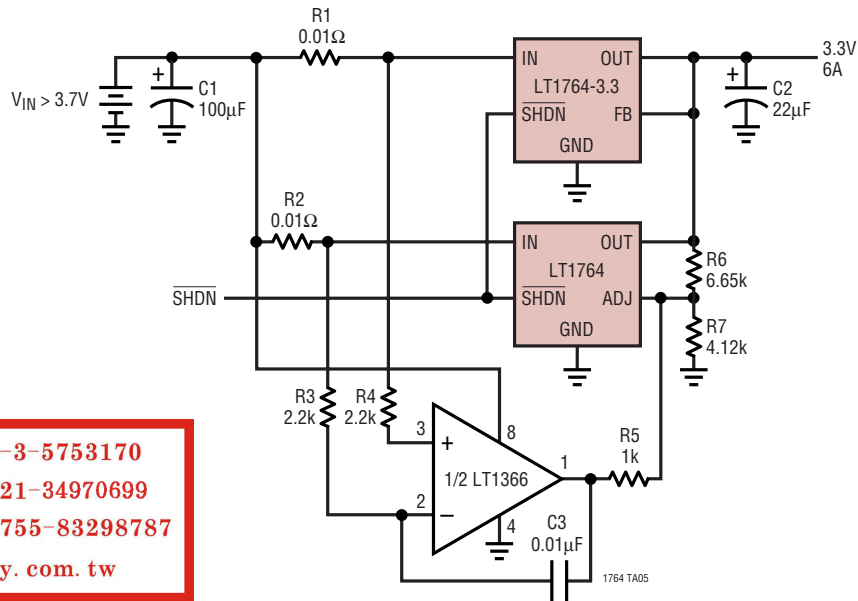 R1
0.01Ω
IN OUT
3.3V
6A
LT1764-3.3
VIN > 3.7V
+
C1
100µF
SHDN FB
+
C2
22µF
GND
R2
0.01Ω
IN OUT
R6
6.65k
LT1764
SHDN
SHDN ADJ
R7
4.12k
GND
R3
2.2k
R4
2.2k
3
+
8
R5
1k
1/2 LT1366
1
2
−
4
C3
0.01µF
1764 TA05
-3-5753170
21-34970699
755-83298787
y. com. tw